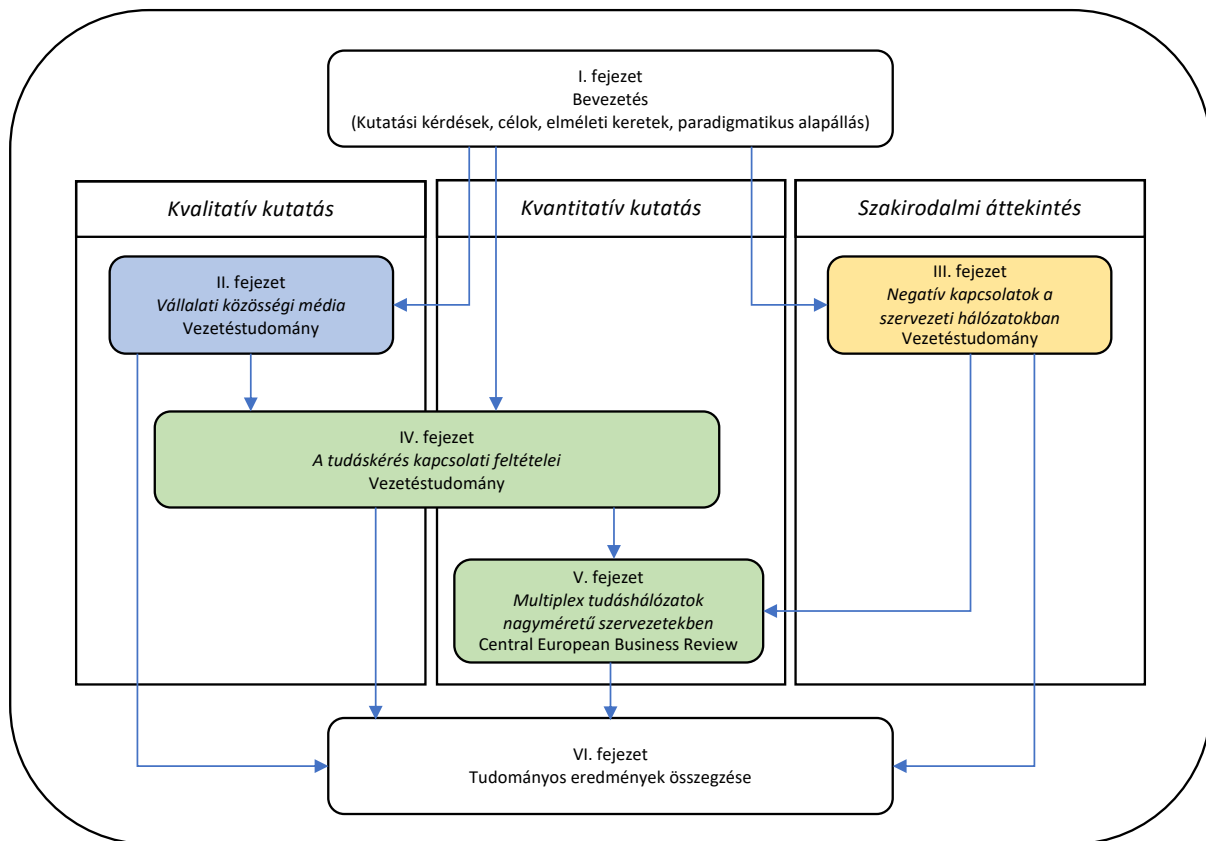 I. fejezet
Bevezetés
(Kutatási kérdések, célok, elméleti keretek, paradigmatikus alapállás)
Kvalitatív kutatás
Kvantitatív kutatás
Szakirodalmi áttekintés
II. fejezet
Vállalati közösségi média
Vezetéstudomány
III. fejezet
Negatív kapcsolatok a
szervezeti hálózatokban
Vezetéstudomány
IV. fejezet
A tudáskérés kapcsolati feltételei
Vezetéstudomány
V. fejezet
Multiplex tudáshálózatok
nagyméretű szervezetekben
Central European Business Review
VI. fejezet
Tudományos eredmények összegzése